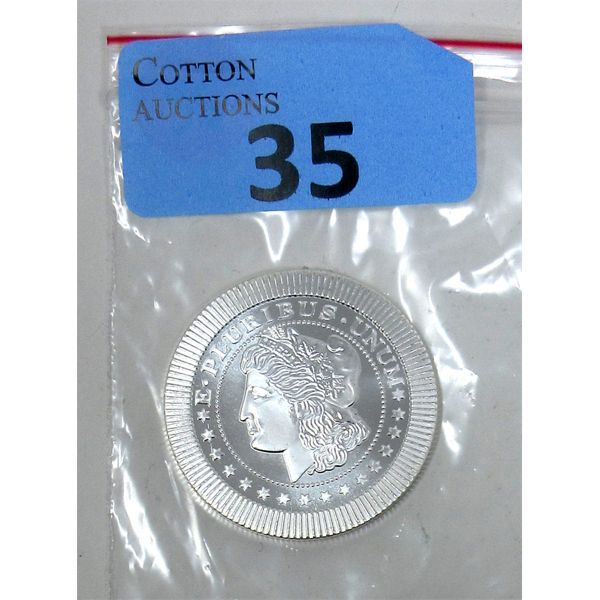 COTTON
AUCTIONS
35
E · PLURIBUS · UNUM